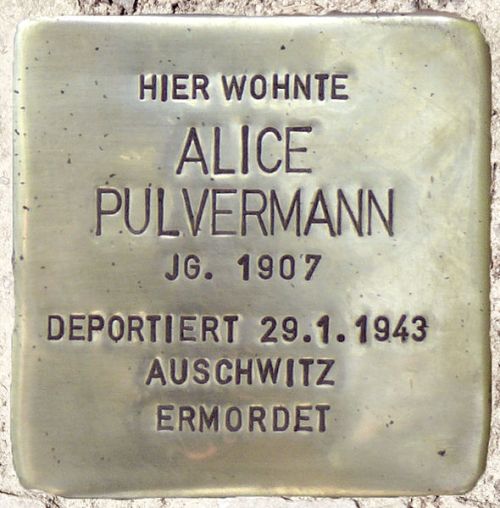 HIER WOHNTE
ALICE
PULVERMANN
JG. 1907
DEPORTIERT 29.1.1943
AUSCHWITZ
ERMORDET